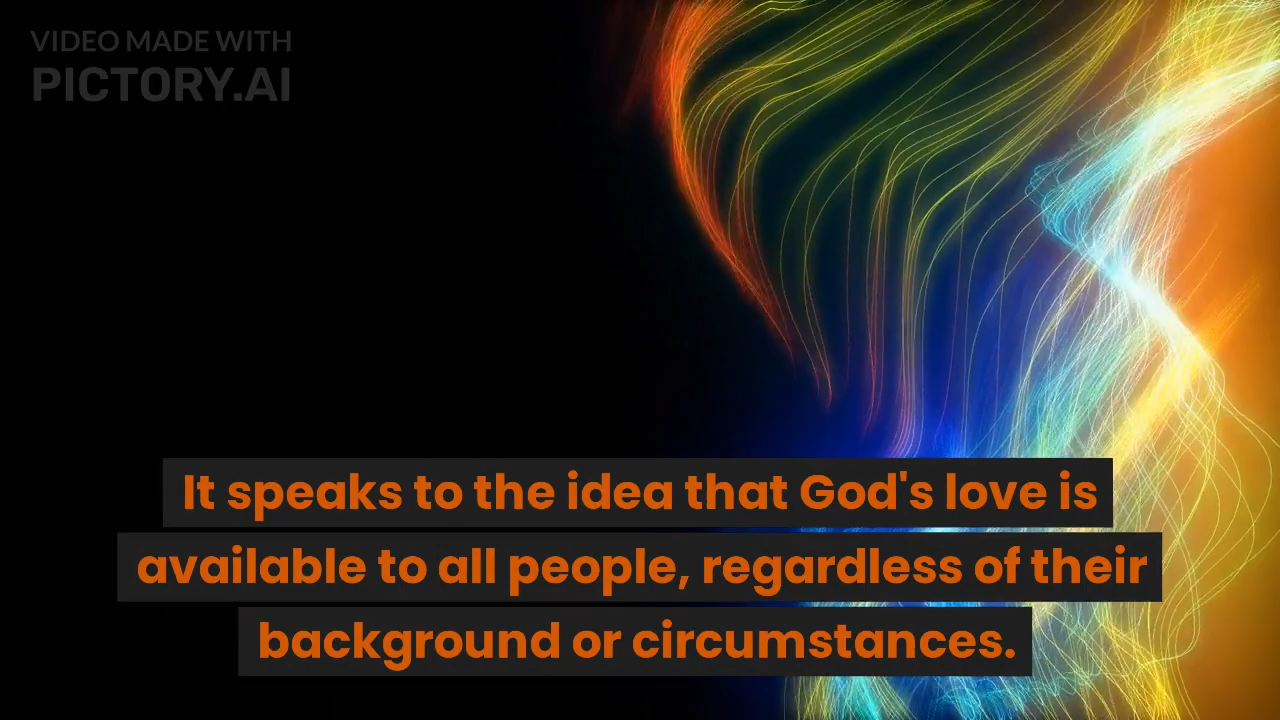 VIDEO MADE WITH
PICTORY.AI
It speaks to the idea that God's love is
available to all people, regardless of their
background or circumstances.